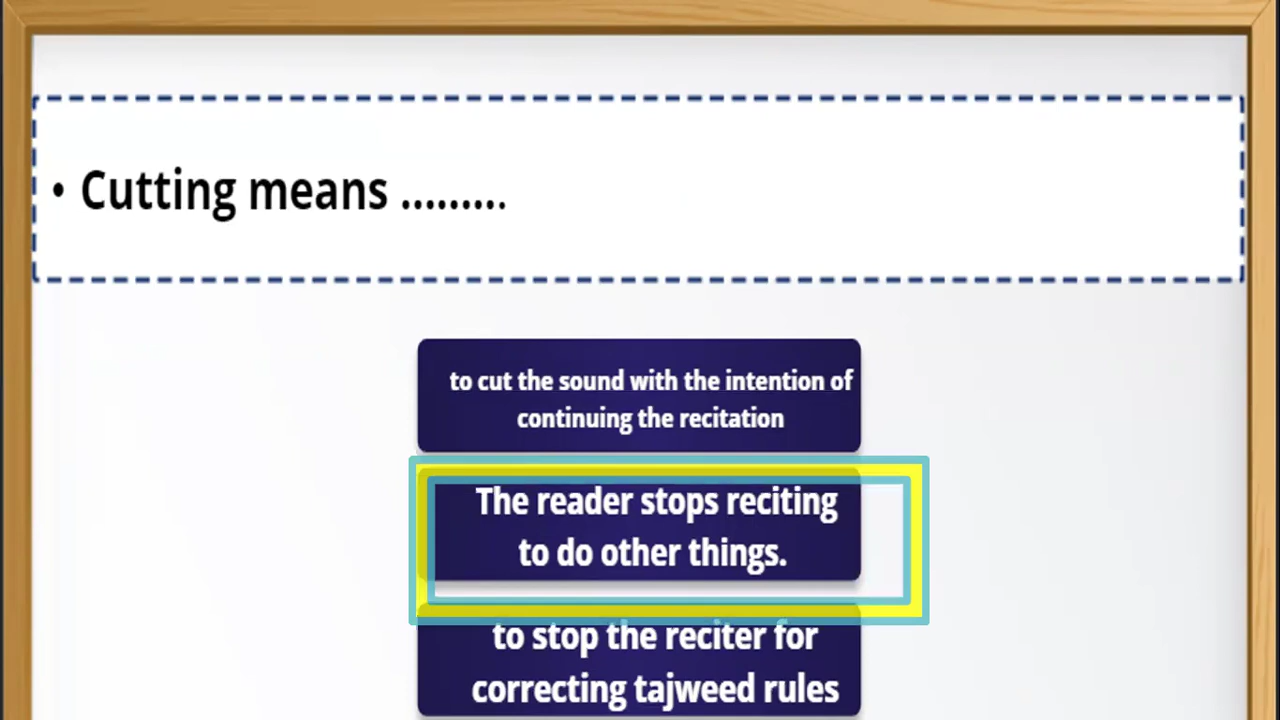 • Cutting means ..........
to cut the sound with the intention of
continuing the recitation
The reader stops reciting
to do other things.
to stop the reciter for
correcting tajweed rules